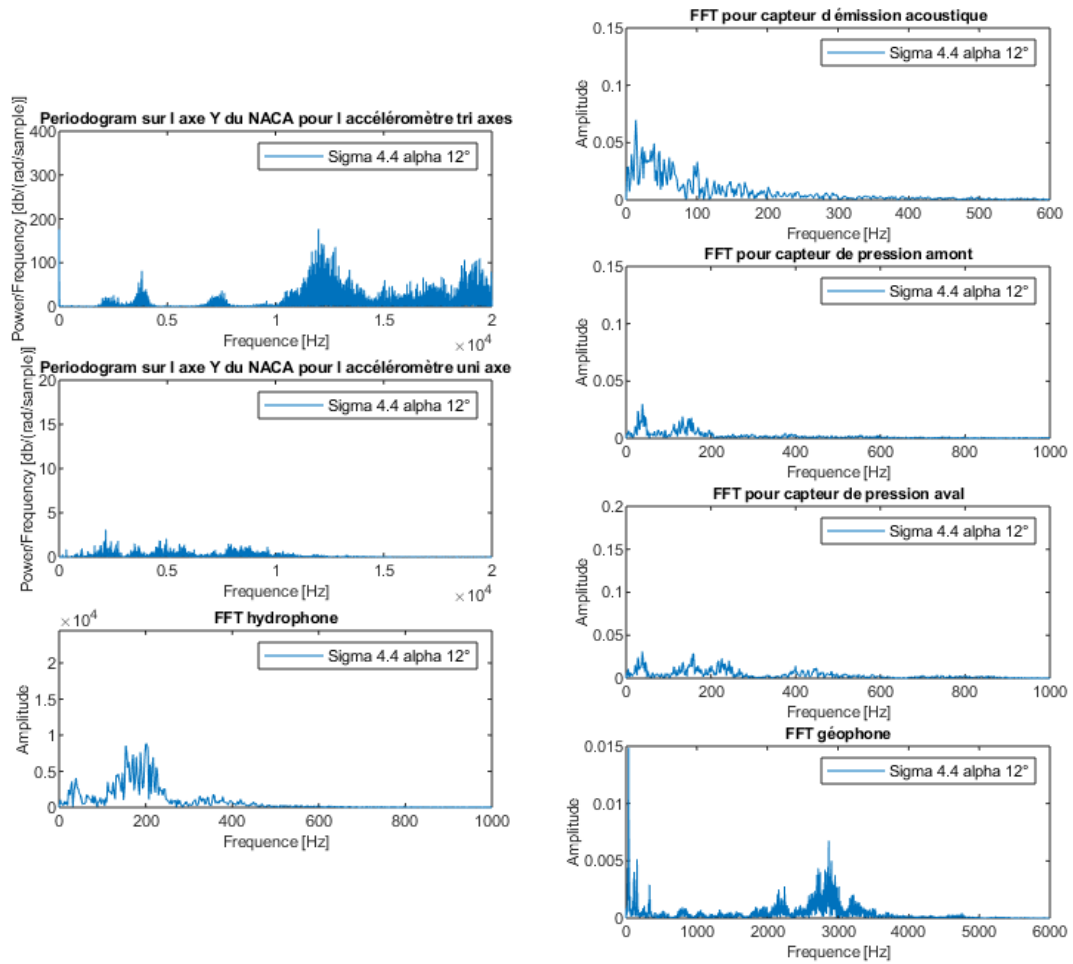 Periodogram sur l axe Y du NACA pour l accéléromètre tri axes
Power/Frequency [db/(rad/sample)]
400
300
200
100
0
Sigma 4.4 alpha 12°
0 0.5 1 1.5 2
×10⁴
Frequence [Hz]
Periodogram sur l axe Y du NACA pour l accéléromètre uni axe
Power/Frequency [db/(rad/sample)]
20
15
10
5
0
Sigma 4.4 alpha 12°
0 0.5 1 1.5 2
×10⁴
Frequence [Hz]
FFT hydrophone
×10⁴
Amplitude
2
1.5
1
0.5
0
Sigma 4.4 alpha 12°
0 200 400 600 800 1000
Frequence [Hz]
FFT pour capteur d émission acoustique
Amplitude
0.15
0.1
0.05
0
Sigma 4.4 alpha 12°
0 100 200 300 400 500 600
Frequence [Hz]
FFT pour capteur de pression amont
Amplitude
0.15
0.1
0.05
0
Sigma 4.4 alpha 12°
0 200 400 600 800 1000
Frequence [Hz]
FFT pour capteur de pression aval
Amplitude
0.2
0.15
0.1
0.05
0
Sigma 4.4 alpha 12°
0 200 400 600 800 1000
Frequence [Hz]
FFT géophone
Amplitude
0.015
0.01
0.005
0
Sigma 4.4 alpha 12°
0 1000 2000 3000 4000 5000 6000
Frequence [Hz]